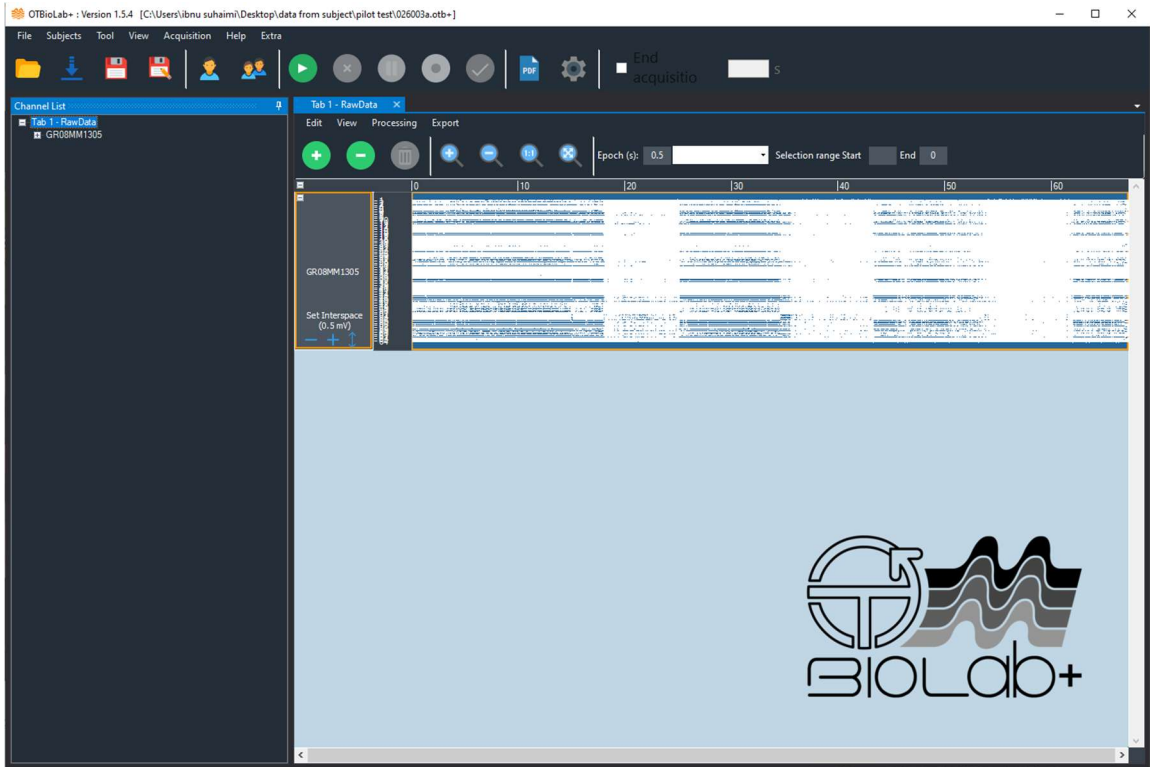 OTBioLab+ : Version 1.5.4 [C:\Users\ibnu suhaimi\Desktop\data from subject\pilot test\026003a.otb+]
File Subjects Tool View Acquisition Help Extra
PDF
End
acquisitio
s
Channel List
Tab 1 - RawData
GR08MM1305
Tab 1 - RawData
Edit View Processing Export
1:1
Epoch (s): 0.5
Selection range Start
End 0
0 10 20 30 40 50 60
GR08MM1305
Set Interspace
(0.5 mV)
OT
BIOLab+